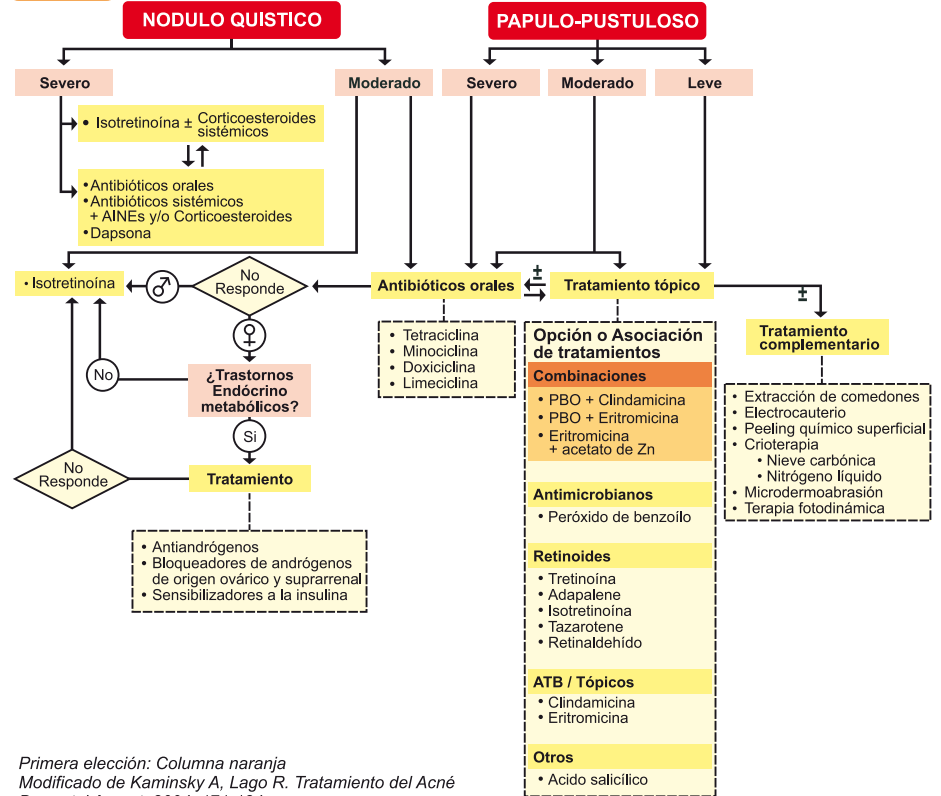 NODULO QUISTICO
PAPULO-PUSTULOSO
Severo
Moderado
Severo
Moderado
Leve
• Isotretinoína ± Corticoesteroides
sistémicos
• Antibióticos orales
• Antibióticos sistémicos
+ AINEs y/o Corticoesteroides
• Dapsona
• Isotretinoína
♂
No
Responde
Antibióticos orales
±
Tratamiento tópico
±
♀
No
¿Trastornos
Endócrino
metabólicos?
Si
No
Responde
Tratamiento
• Antiandrógenos
• Bloqueadores de andrógenos
de origen ovárico y suprarrenal
• Sensibilizadores a la insulina
• Tetraciclina
• Minociclina
• Doxiciclina
• Limeciclina
Opción o Asociación
de tratamientos
Combinaciones
• PBO + Clindamicina
• PBO + Eritromicina
• Eritromicina
+ acetato de Zn
Antimicrobianos
• Peróxido de benzoílo
Retinoides
• Tretinoína
• Adapalene
• Isotretinoína
• Tazarotene
• Retinaldehído
ATB / Tópicos
• Clindamicina
• Eritromicina
Otros
• Acido salicílico
Tratamiento
complementario
• Extracción de comedones
• Electrocauterio
• Peeling químico superficial
• Crioterapia
• Nieve carbónica
• Nitrógeno líquido
• Microdermoabrasión
• Terapia fotodinámica
Primera elección: Columna naranja
Modificado de Kaminsky A, Lago R. Tratamiento del Acné